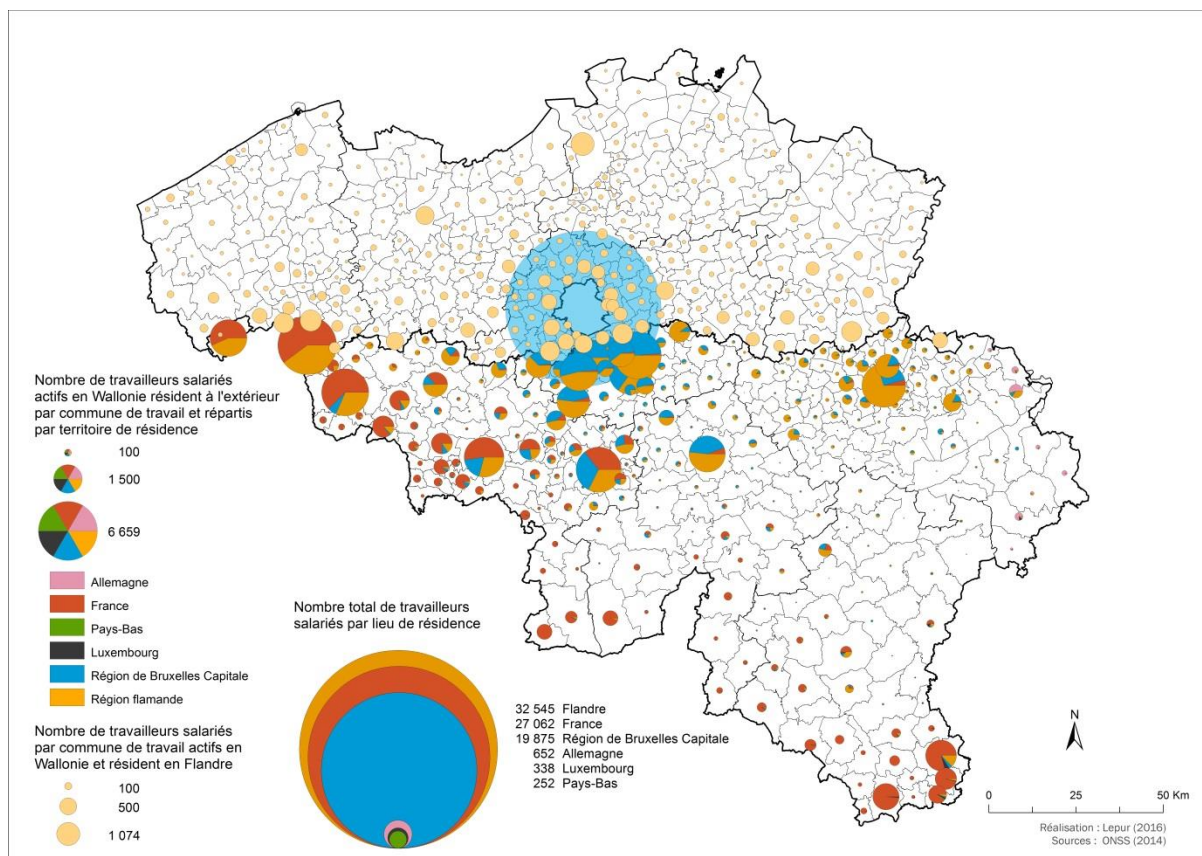 Nombre de travailleurs salariés
actifs en Wallonie résident à l'extérieur
par commune de travail et répartis
par territoire de résidence
100
1 500
6 659
Allemagne
France
Pays-Bas
Luxembourg
Région de Bruxelles Capitale
Région flamande
Nombre de travailleurs salariés
par commune de travail actifs en
Wallonie et résident en Flandre
100
500
1 074
Nombre total de travailleurs
salariés par lieu de résidence
32 545 Flandre
27 062 France
19 875 Région de Bruxelles Capitale
652 Allemagne
338 Luxembourg
252 Pays-Bas
N
0 25 50 Km
Réalisation : Lepur (2016)
Sources : ONSS (2014)